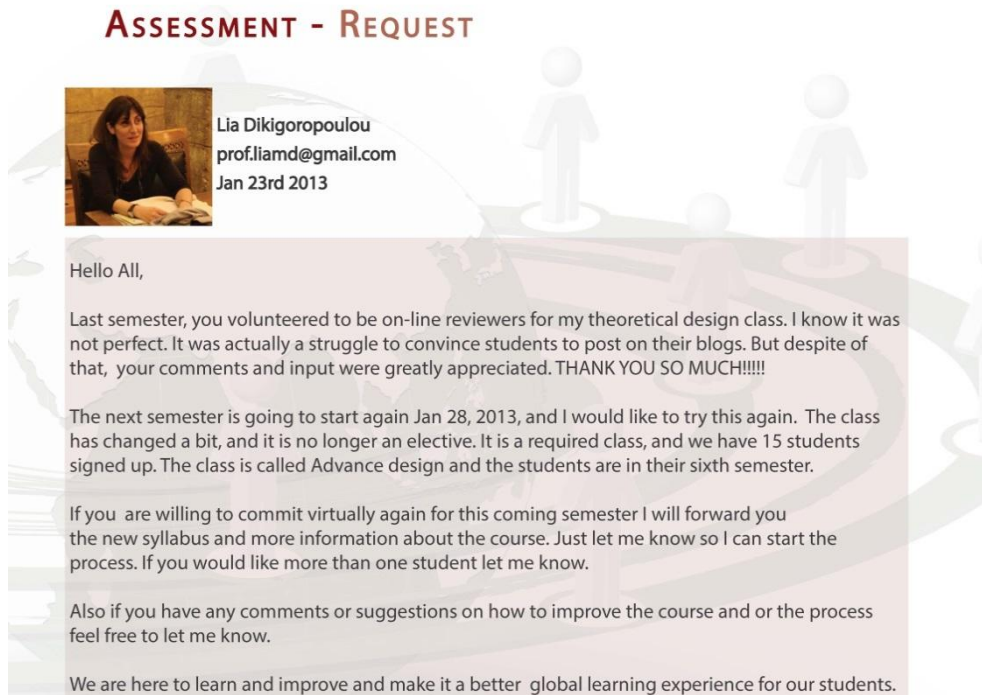 ASSESSMENT - REQUEST
Lia Dikigoropoulou
prof.liamd@gmail.com
Jan 23rd 2013
Hello All,
Last semester, you volunteered to be on-line reviewers for my theoretical design class. I know it was
not perfect. It was actually a struggle to convince students to post on their blogs. But despite of
that,  your comments and input were greatly appreciated. THANK YOU SO MUCH!!!!!
The next semester is going to start again Jan 28, 2013, and I would like to try this again.  The class
has changed a bit, and it is no longer an elective. It is a required class, and we have 15 students
signed up. The class is called Advance design and the students are in their sixth semester.
If you  are willing to commit virtually again for this coming semester I will forward you
the new syllabus and more information about the course. Just let me know so I can start the
process. If you would like more than one student let me know.
Also if you have any comments or suggestions on how to improve the course and or the process
feel free to let me know.
We are here to learn and improve and make it a better  global learning experience for our students.